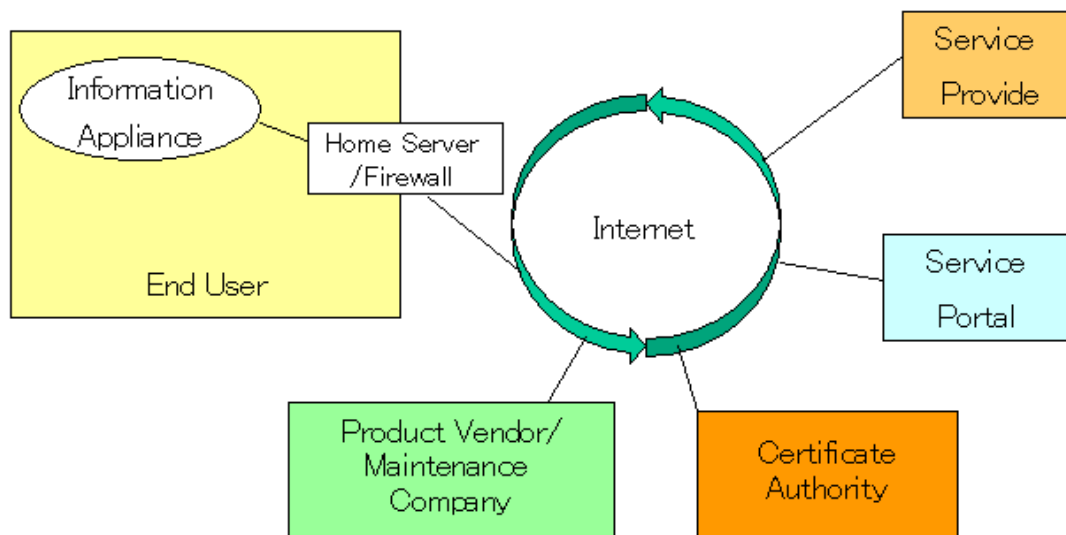 Information
Appliance
Home Server
/Firewall
End User
Internet
Service
Provide
Service
Portal
Product Vendor/
Maintenance
Company
Certificate
Authority